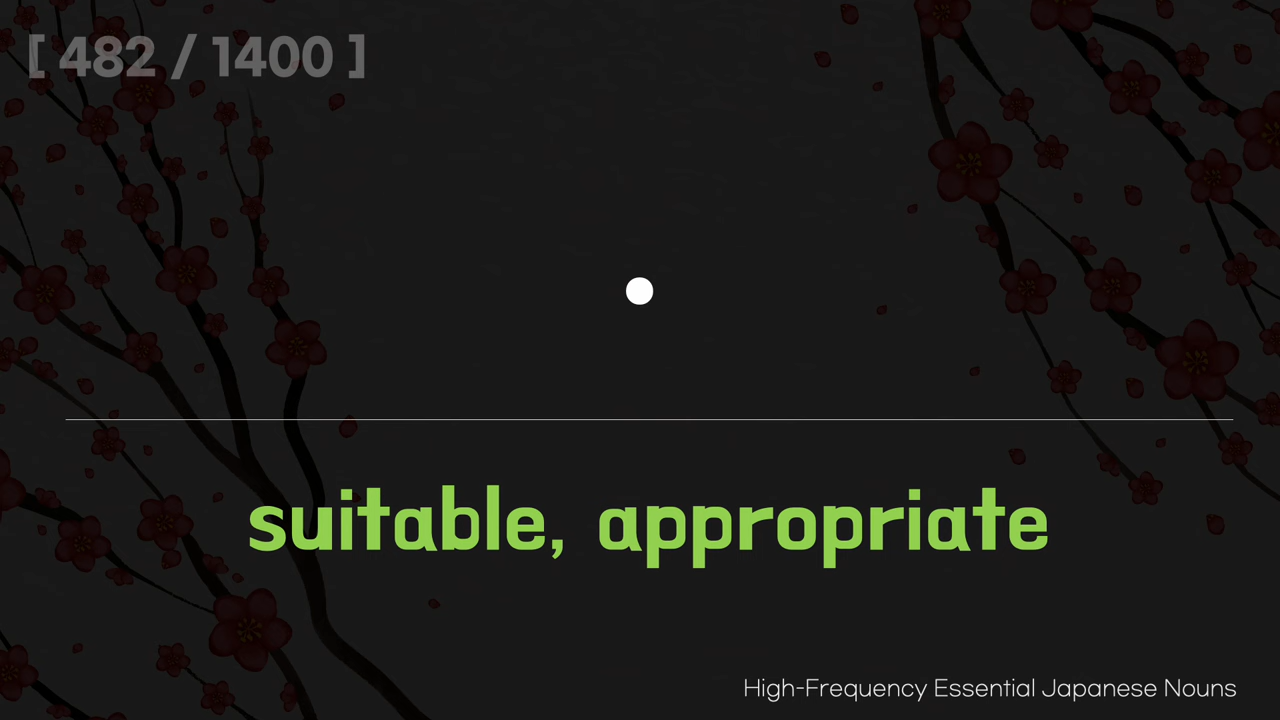 [ 482 / 1400 ]
suitable, appropriate
High-Frequency Essential Japanese Nouns